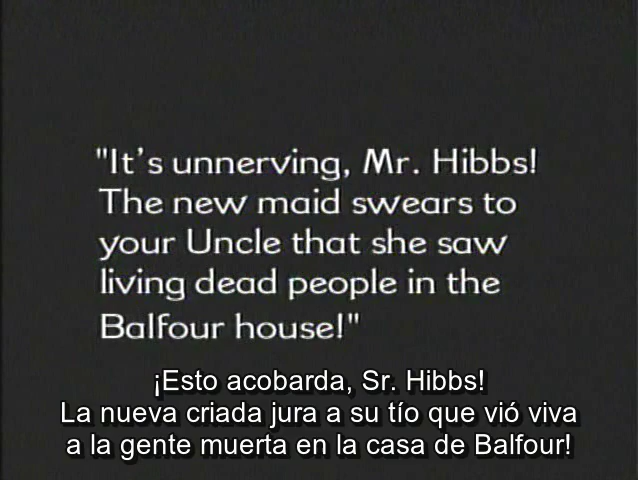 "It's unnerving, Mr. Hibbs!
The new maid swears to
your Uncle that she saw
living dead people in the
Balfour house!"
¡Esto acobarda, Sr. Hibbs!
La nueva criada jura a su tío que vió viva
a la gente muerta en la casa de Balfour!